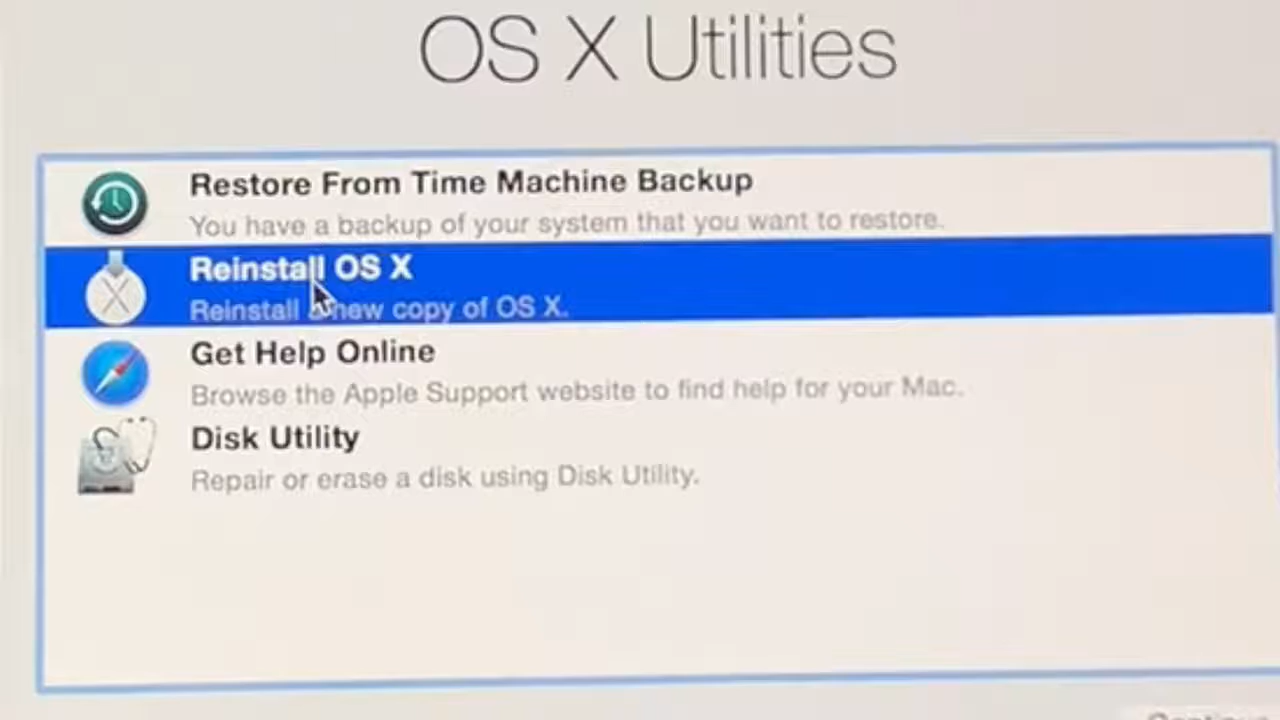 OS X Utilities
Restore From Time Machine Backup
You have a backup of your system that you want to restore.
Reinstall OS X
Reinstall a new copy of OS X.
Get Help Online
Browse the Apple Support website to find help for your Mac.
Disk Utility
Repair or erase a disk using Disk Utility.